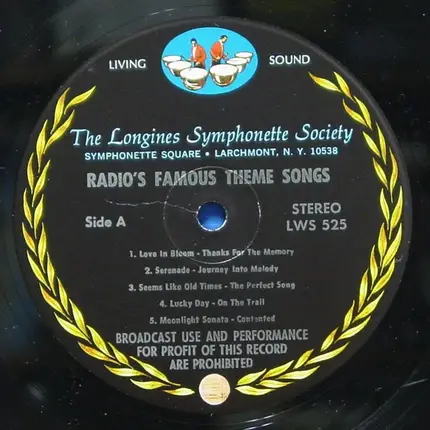 LIVING SOUND
The Longines Symphonette Society
SYMPHONETTE SQUARE • LARCHMONT, N. Y. 10538
RADIO'S FAMOUS THEME SONGS
Side A
STEREO
LWS 525
1. Love In Bloom - Thanks For The Memory
2. Serenade - Journey Into Melody
3. Seems Like Old Times - The Perfect Song
4. Lucky Day - On The Trail
5. Moonlight Sonata - Contented
BROADCAST USE AND PERFORMANCE
FOR PROFIT OF THIS RECORD
ARE PROHIBITED